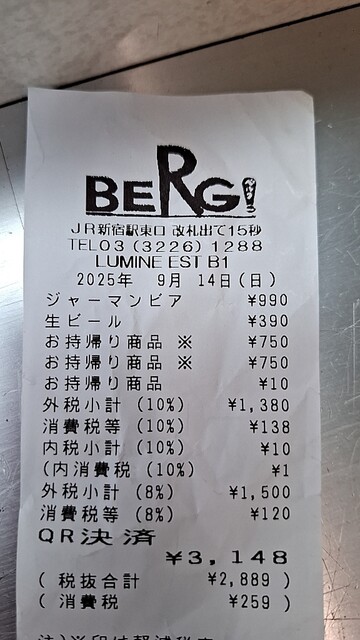 BERG!
JR新宿駅東口 改札出て15秒
TEL03(3226)1288
LUMINE EST B1
2025年 9月 14日(日)
ジャーマンビア ¥990
生ビール ¥390
お持帰り商品 ※ ¥750
お持帰り商品 ※ ¥750
お持帰り商品 ¥10
外税小計 (10%) ¥1,380
消費税等 (10%) ¥138
内税小計 (10%) ¥10
(内消費税 (10%) ¥1
外税小計 (8%) ¥1,500
消費税等 (8%) ¥120
QR決済
¥3,148
( 税抜合計 ¥2,889 )
( 消費税 ¥259 )